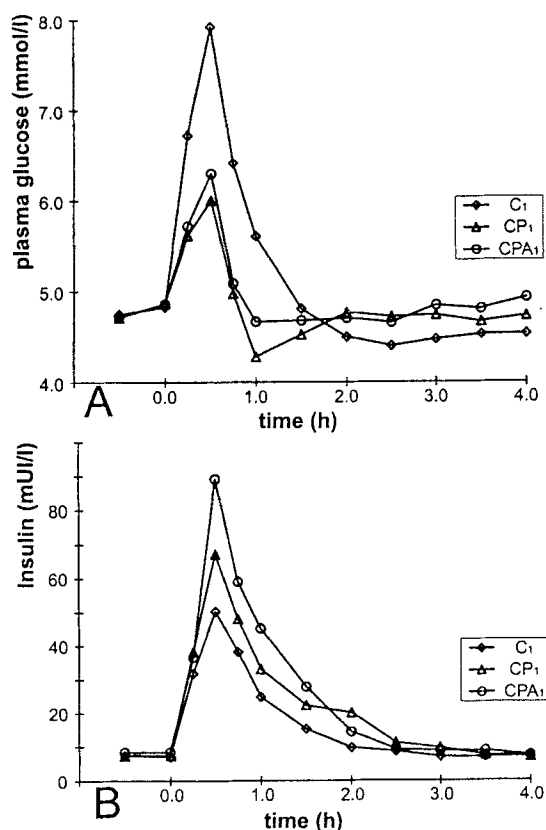 8.0
7.0
6.0
5.0
4.0
plasma glucose (mmol/l)
C1
CP1
CPA1
0.0 1.0 2.0 3.0 4.0
A
time (h)
80
60
40
20
0
Insulin (mUI/l)
C1
CP1
CPA1
0.0 1.0 2.0 3.0 4.0
B
time (h)